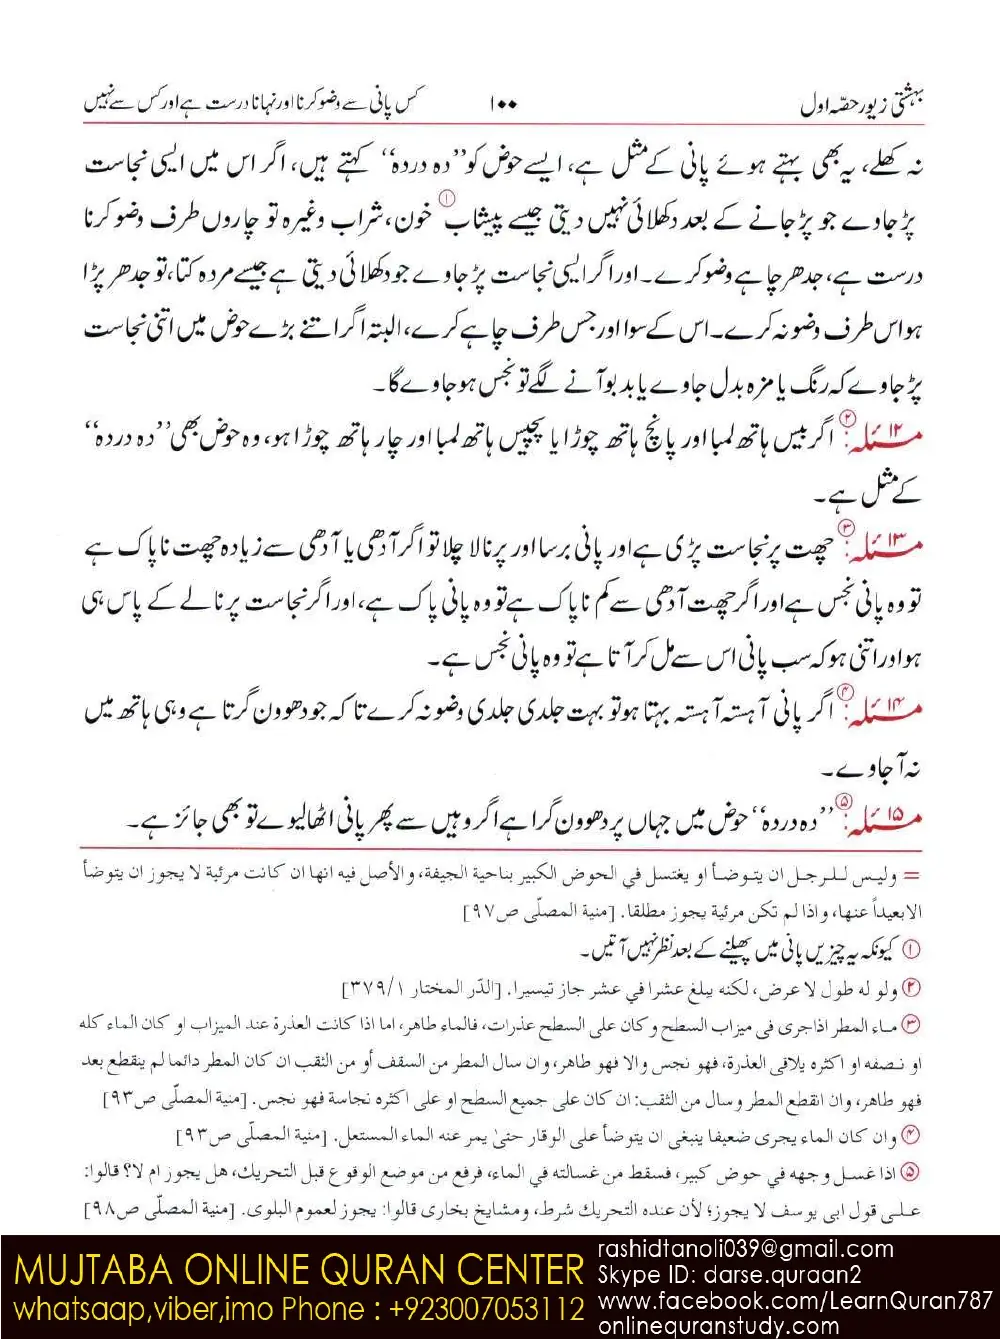 بہشتی زیور حصّہ اول ۱۰۰ کس پانی سے وضو کرنا اور نہانا درست ہے اور کس سے نہیں
نہ کھلے، یہ بھی بہتے ہوئے پانی کے مثل ہے، ایسے حوض کو ’’دہ در دہ‘‘ کہتے ہیں، اگر اس میں ایسی نجاست
پڑ جاوے جو پڑ جانے کے بعد دکھلائی نہیں دیتی جیسے پیشاب① خون، شراب وغیرہ تو چاروں طرف وضو کرنا
درست ہے، جدھر چاہے وضو کرے۔ اور اگر ایسی نجاست پڑ جاوے جو دکھلائی دیتی ہے جیسے مردہ کتا، تو جدھر پڑا
ہو اس طرف وضو نہ کرے۔ اس کے سوا اور جس طرف چاہے کرے، البتہ اگر اتنے بڑے حوض میں اتنی نجاست
پڑ جاوے کہ رنگ یا مزہ بدل جاوے یا بدبو آنے لگے تو نجس ہو جاوے گا۔
مسئلہ ۱۲:② اگر بیس ہاتھ لمبا اور پانچ ہاتھ چوڑا یا پچیس ہاتھ لمبا اور چار ہاتھ چوڑا ہو، وہ حوض بھی ’’دہ در دہ‘‘
کے مثل ہے۔
مسئلہ ۱۳:③ چھت پر نجاست پڑی ہے اور پانی برسا اور پرنالا چلا تو اگر آدھی یا آدھی سے زیادہ چھت ناپاک ہے
تو وہ پانی نجس ہے اور اگر چھت آدھی سے کم ناپاک ہے تو وہ پانی پاک ہے، اور اگر نجاست پرنالے کے پاس ہی
ہو اور اتنی ہو کہ سب پانی اس سے مل کر آتا ہے تو وہ پانی نجس ہے۔
مسئلہ ۱۴:④ اگر پانی آہستہ آہستہ بہتا ہو تو بہت جلدی جلدی وضو نہ کرے تاکہ جو دھوون گرتا ہے وہی ہاتھ میں
نہ آجاوے۔
مسئلہ ۱۵:⑤ ’’دہ در دہ‘‘ حوض میں جہاں پر دھوون گرا ہے اگر وہیں سے پھر پانی اٹھا لیوے تو بھی جائز ہے۔
= وليس للرجل ان يتوضأ او يغتسل في الحوض الكبير بناحية الجيفة، والأصل فيه انها ان كانت مرئية لا يجوز ان يتوضأ
الابعيداً عنها، واذا لم تكن مرئية يجوز مطلقا. [منية المصلّى ص٩٧]
① کیونکہ یہ چیزیں پانی میں پھیلنے کے بعد نظر نہیں آتیں۔
② ولو له طول لا عرض، لكنه يبلغ عشرا في عشر جاز تيسيرا. [الدّر المختار ١/٣٧٩]
③ ماء المطر اذاجرى فى ميزاب السطح وكان على السطح عذرات، فالماء طاهر، اما اذا كانت العذرة عند الميزاب او كان الماء كله
او نصفه او اكثره يلاقى العذرة، فهو نجس والا فهو طاهر، وان سال المطر من السقف أو من الثقب ان كان المطر دائما لم ينقطع بعد
فهو طاهر، وان انقطع المطر وسال من الثقب: ان كان على جميع السطح او على اكثره نجاسة فهو نجس. [منية المصلّى ص٩٣]
④ وان كان الماء يجرى ضعيفا ينبغى ان يتوضأ على الوقار حتىٰ يمر عنه الماء المستعل. [منية المصلّى ص٩٣]
⑤ اذا غسل وجهه في حوض كبير، فسقط من غسالته في الماء، فرفع من موضع الوقوع قبل التحريك، هل يجوز ام لا؟ قالوا:
على قول ابى يوسف لا يجوز؛ لأن عنده التحريك شرط، ومشايخ بخارى قالوا: يجوز لعموم البلوى. [منية المصلّى ص٩٨]
MUJTABA ONLINE QURAN CENTER
whatsaap,viber,imo Phone : +923007053112
rashidtanoli039@gmail.com
Skype ID: darse.quraan2
www.facebook.com/LearnQuran787
onlinequranstudy.com